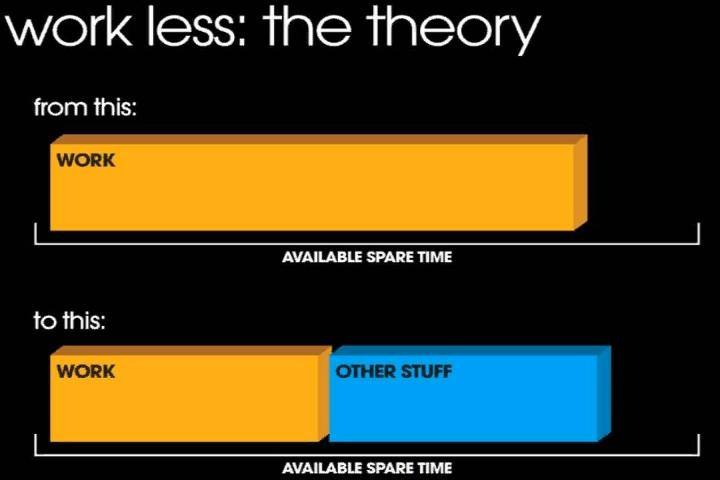 work less: the theory
from this:
WORK
AVAILABLE SPARE TIME
to this:
WORK OTHER STUFF
AVAILABLE SPARE TIME